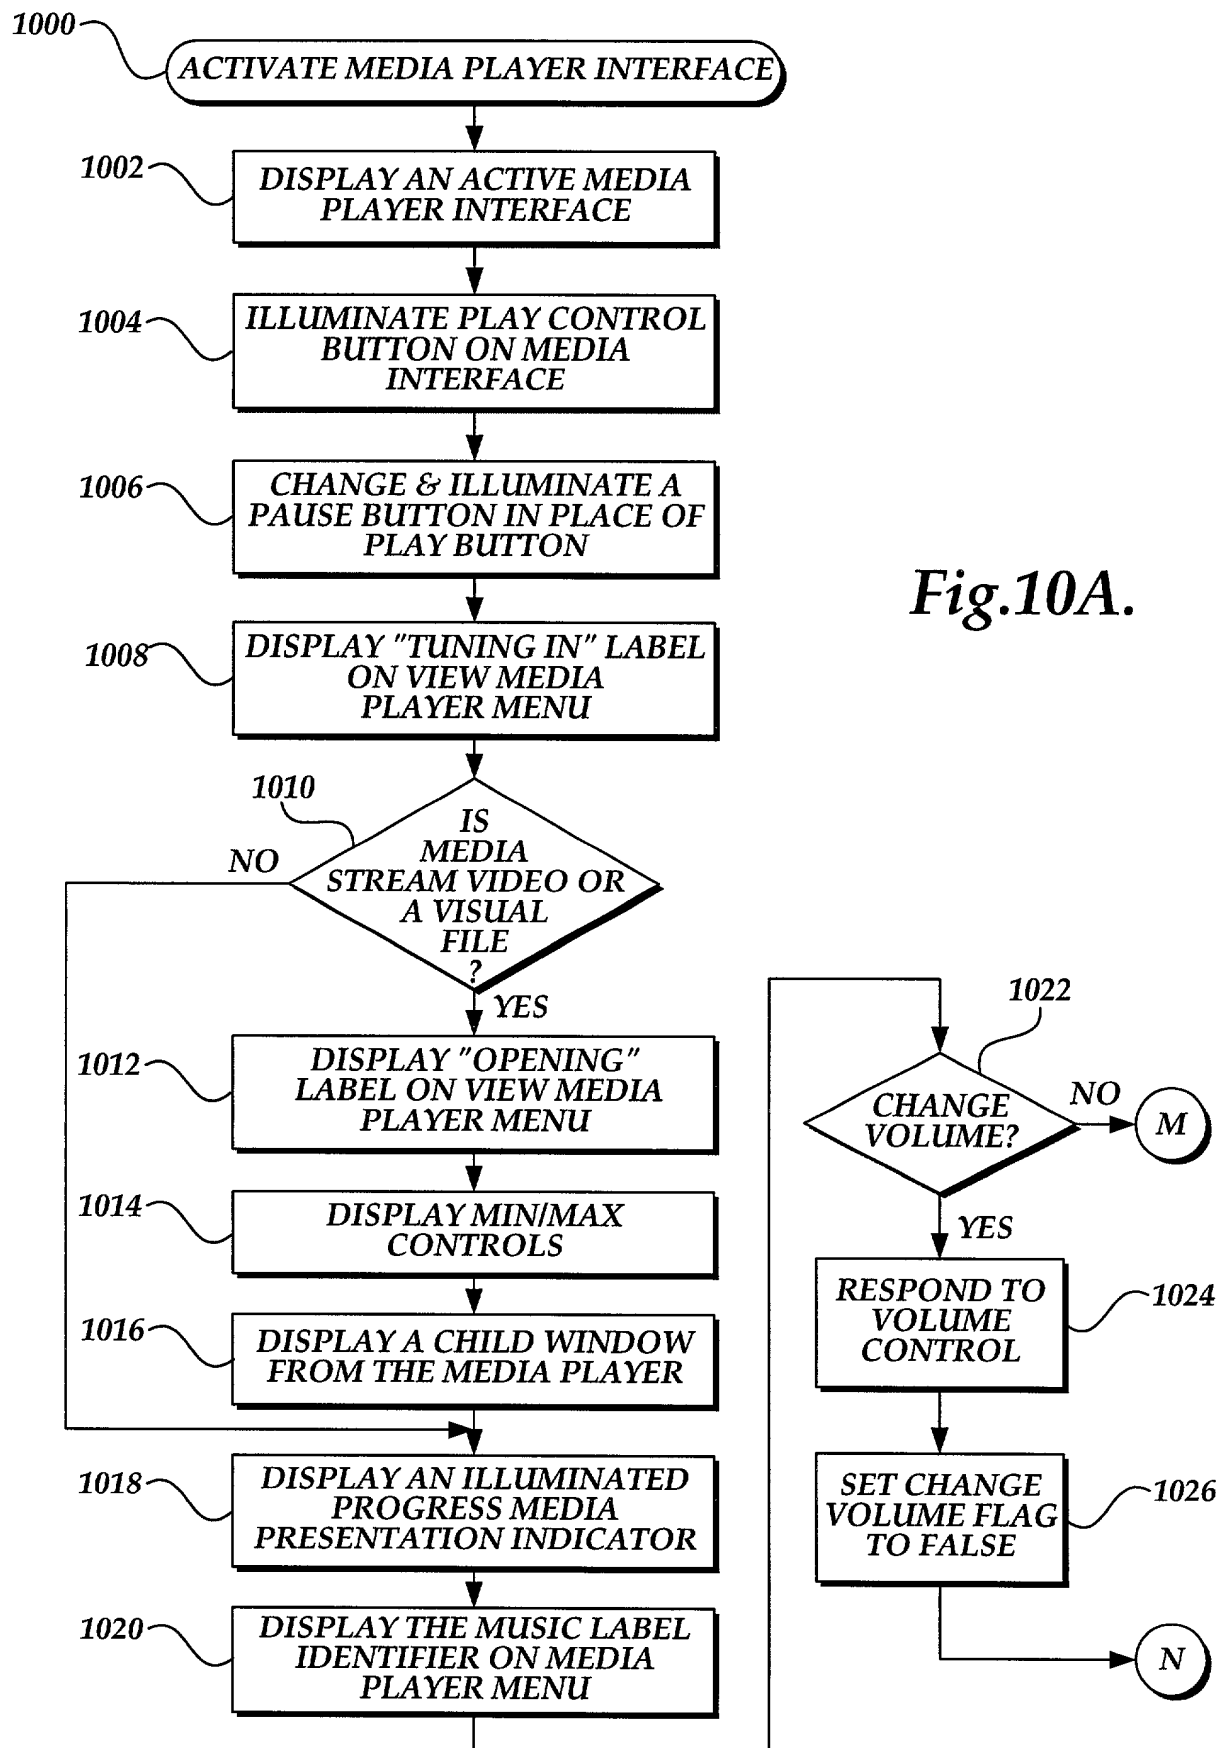 1000
ACTIVATE MEDIA PLAYER INTERFACE
1002
DISPLAY AN ACTIVE MEDIA
PLAYER INTERFACE
1004
ILLUMINATE PLAY CONTROL
BUTTON ON MEDIA
INTERFACE
1006
CHANGE & ILLUMINATE A
PAUSE BUTTON IN PLACE OF
PLAY BUTTON
Fig.10A.
1008
DISPLAY "TUNING IN" LABEL
ON VIEW MEDIA
PLAYER MENU
1010
IS
MEDIA
STREAM VIDEO OR
A VISUAL
FILE
?
NO
YES
1012
DISPLAY "OPENING"
LABEL ON VIEW MEDIA
PLAYER MENU
1014
DISPLAY MIN/MAX
CONTROLS
1016
DISPLAY A CHILD WINDOW
FROM THE MEDIA PLAYER
1018
DISPLAY AN ILLUMINATED
PROGRESS MEDIA
PRESENTATION INDICATOR
1020
DISPLAY THE MUSIC LABEL
IDENTIFIER ON MEDIA
PLAYER MENU
1022
CHANGE
VOLUME?
NO
M
YES
RESPOND TO
VOLUME
CONTROL
1024
SET CHANGE
VOLUME FLAG
TO FALSE
1026
N